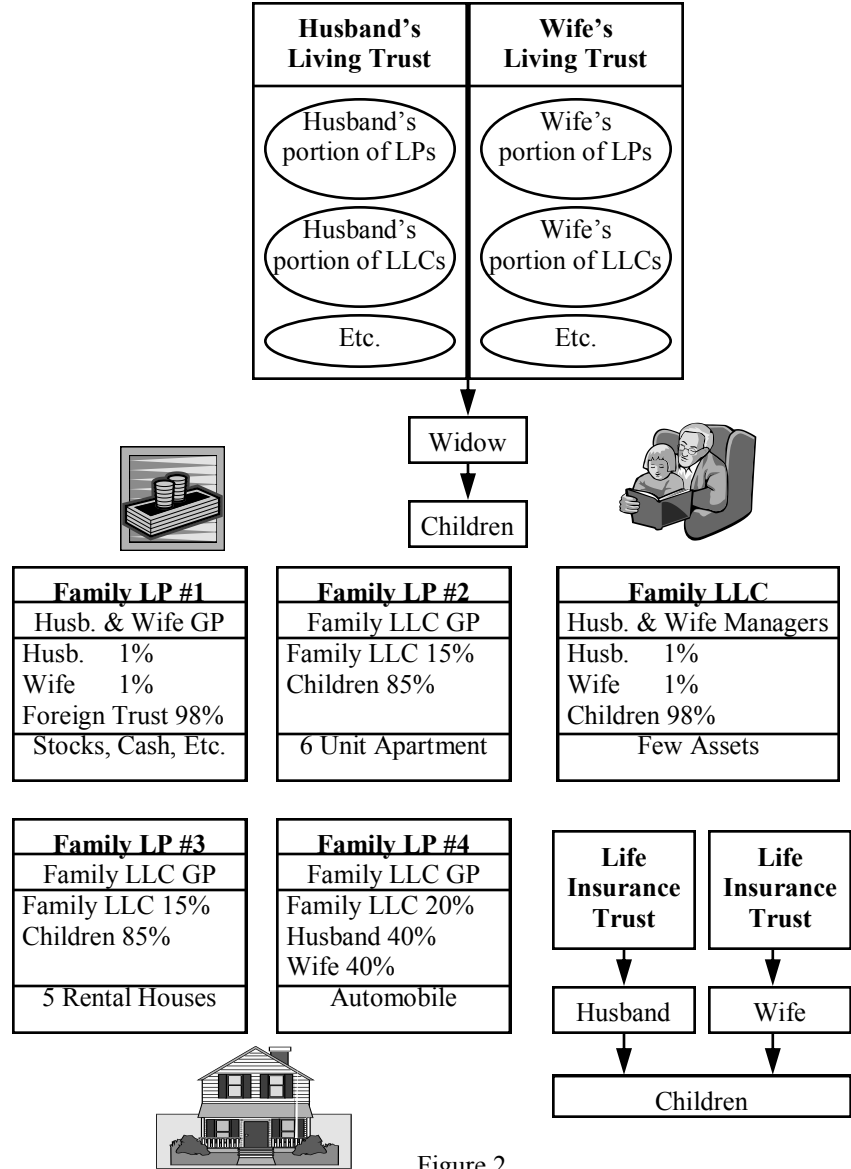 Husband's
Living Trust
Wife's
Living Trust
Husband's
portion of LPs
Wife's
portion of LPs
Husband's
portion of LLCs
Wife's
portion of LLCs
Etc.
Etc.
Widow
Children
Family LP #1
Husb. & Wife GP
Husb. 1%
Wife 1%
Foreign Trust 98%
Stocks, Cash, Etc.
Family LP #2
Family LLC GP
Family LLC 15%
Children 85%
6 Unit Apartment
Family LLC
Husb. & Wife Managers
Husb. 1%
Wife 1%
Children 98%
Few Assets
Family LP #3
Family LLC GP
Family LLC 15%
Children 85%
5 Rental Houses
Family LP #4
Family LLC GP
Family LLC 20%
Husband 40%
Wife 40%
Automobile
Life
Insurance
Trust
Life
Insurance
Trust
Husband
Wife
Children
Figure 2